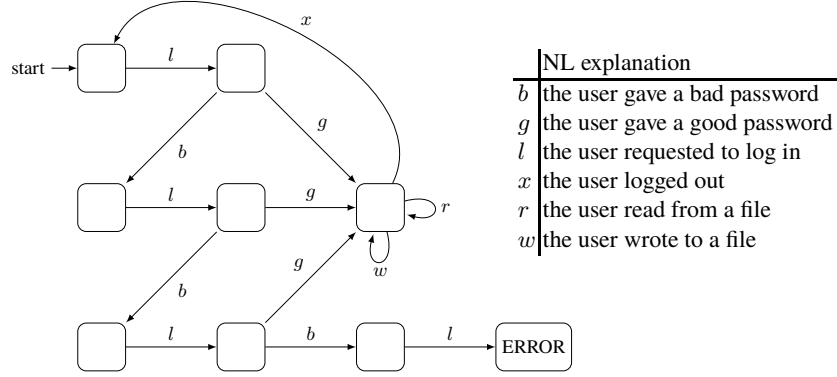 x
start
l
g
b
l
g
r
w
g
b
l
b
l
ERROR
NL explanation
b the user gave a bad password
g the user gave a good password
l the user requested to log in
x the user logged out
r the user read from a file
w the user wrote to a file